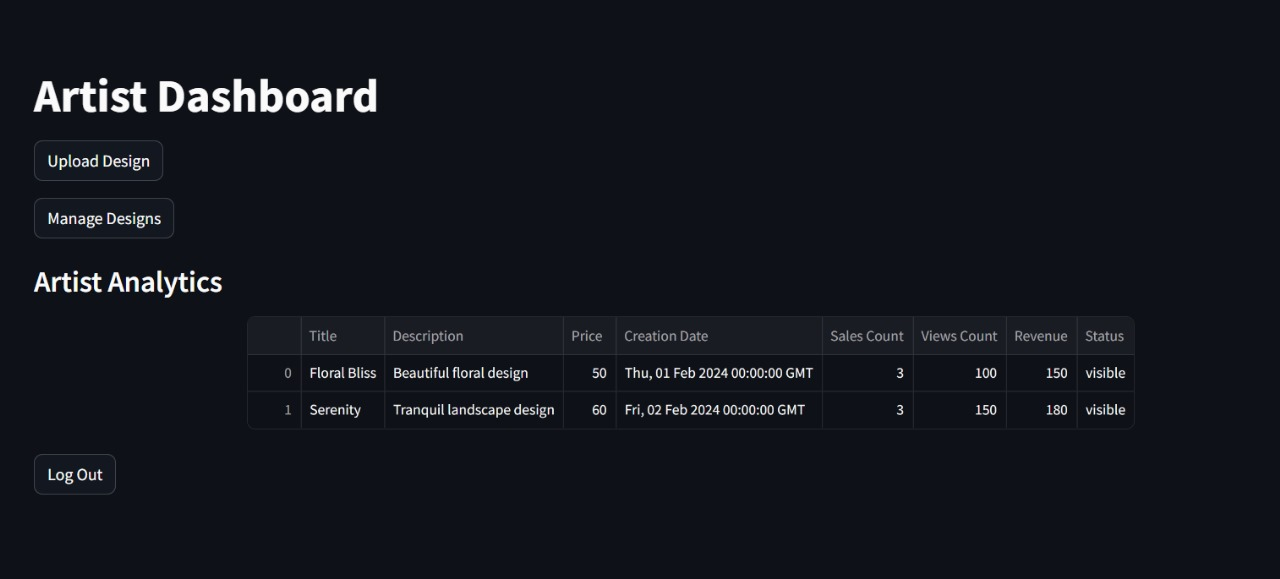 Artist Dashboard
Upload Design
Manage Designs
Artist Analytics
Title Description Price Creation Date Sales Count Views Count Revenue Status
0 Floral Bliss Beautiful floral design 50 Thu, 01 Feb 2024 00:00:00 GMT 3 100 150 visible
1 Serenity Tranquil landscape design 60 Fri, 02 Feb 2024 00:00:00 GMT 3 150 180 visible
Log Out